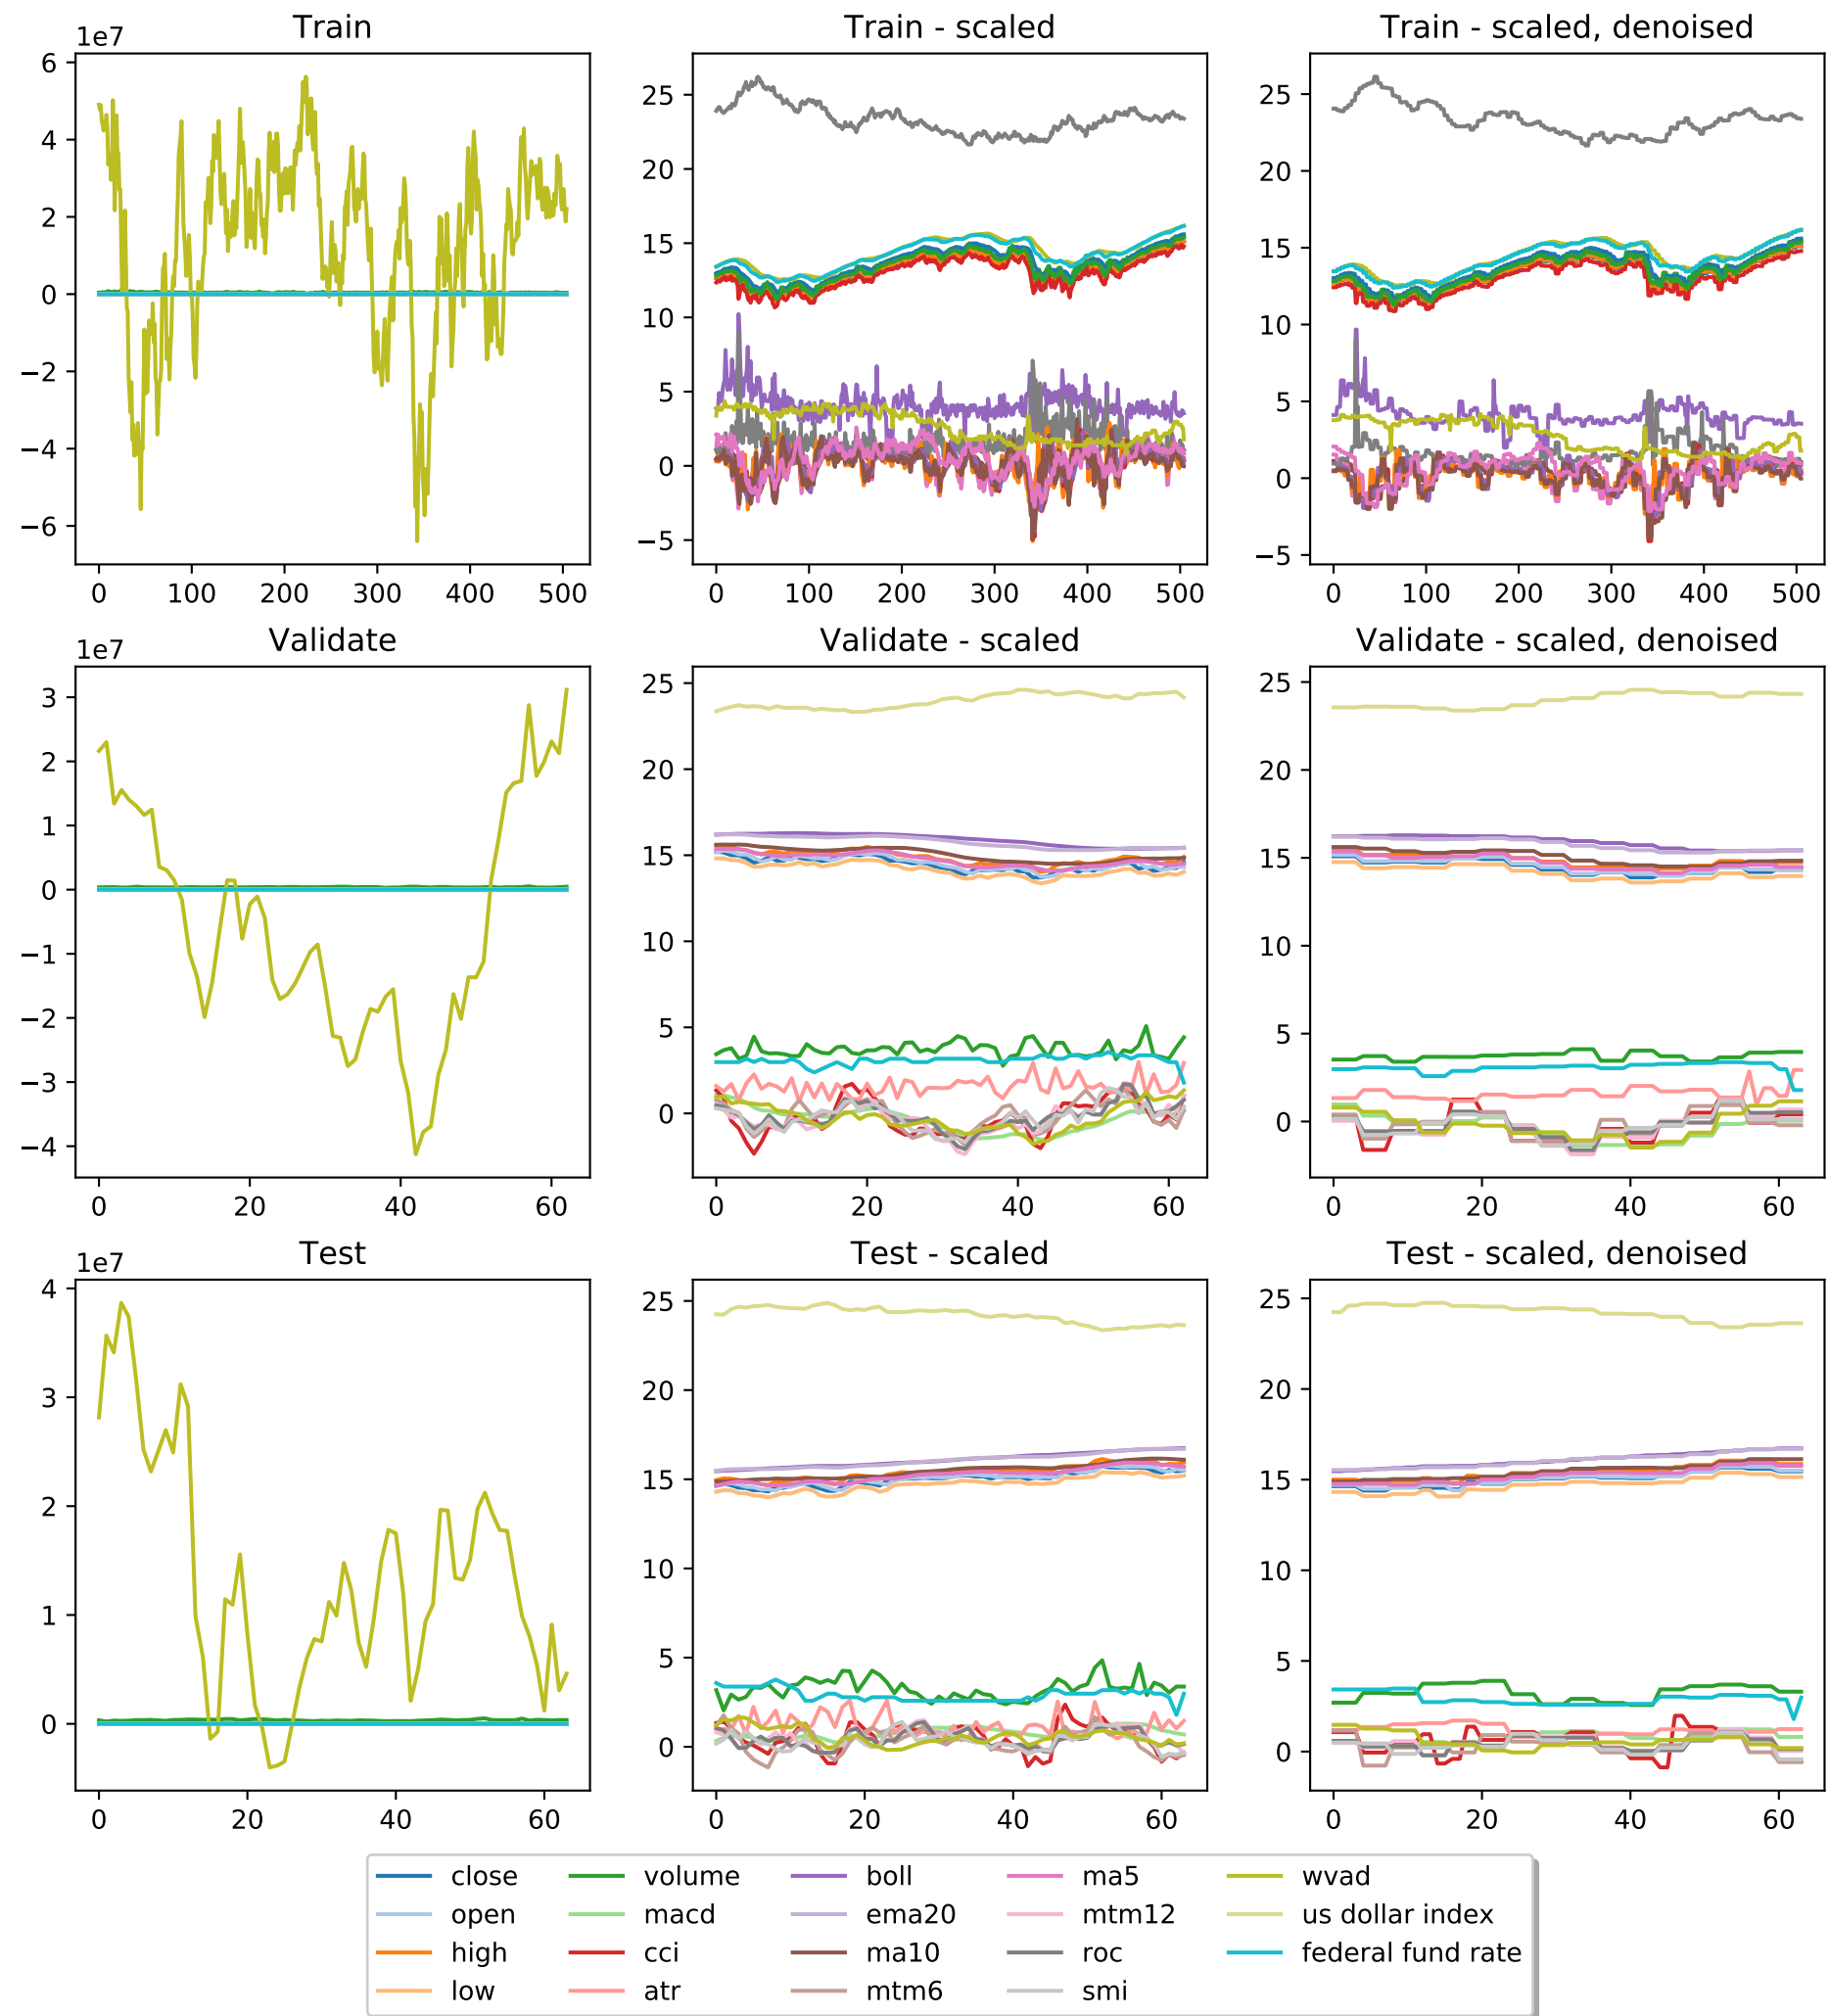 Train
Train - scaled
Train - scaled, denoised
1e7
6
4
2
0
−2
−4
−6
0 100 200 300 400 500
25
20
15
10
5
0
−5
0 100 200 300 400 500
25
20
15
10
5
0
−5
0 100 200 300 400 500
Validate
Validate - scaled
Validate - scaled, denoised
1e7
3
2
1
0
−1
−2
−3
−4
0 20 40 60
25
20
15
10
5
0
0 20 40 60
25
20
15
10
5
0
0 20 40 60
Test
Test - scaled
Test - scaled, denoised
1e7
4
3
2
1
0
0 20 40 60
25
20
15
10
5
0
0 20 40 60
25
20
15
10
5
0
0 20 40 60
close volume boll ma5 wvad
open macd ema20 mtm12 us dollar index
high cci ma10 roc federal fund rate
low atr mtm6 smi